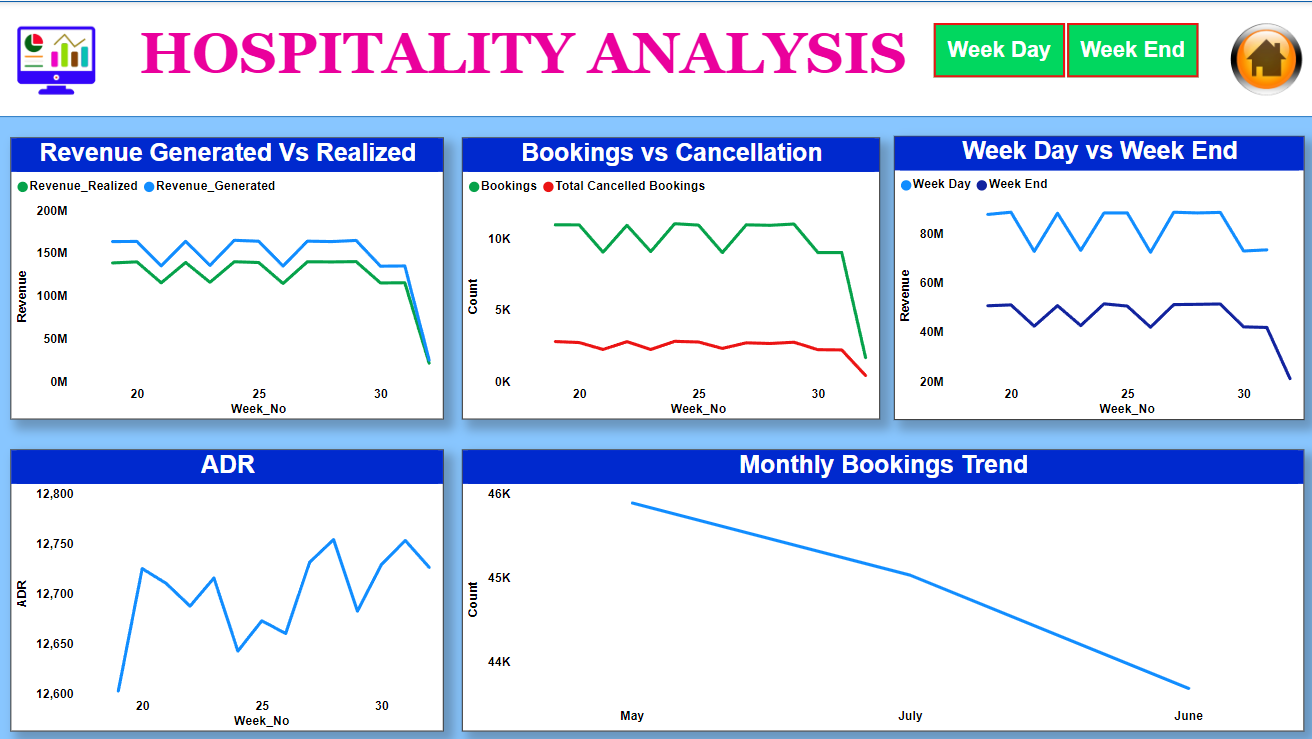 HOSPITALITY ANALYSIS
Week Day
Week End
Revenue Generated Vs Realized
Revenue_Realized Revenue_Generated
200M
150M
100M
50M
0M
Revenue
20 25 30
Week_No
Bookings vs Cancellation
Bookings Total Cancelled Bookings
10K
5K
0K
Count
20 25 30
Week_No
Week Day vs Week End
Week Day Week End
80M
60M
40M
20M
Revenue
20 25 30
Week_No
ADR
12,800
12,750
12,700
12,650
12,600
ADR
20 25 30
Week_No
Monthly Bookings Trend
46K
45K
44K
Count
May July June